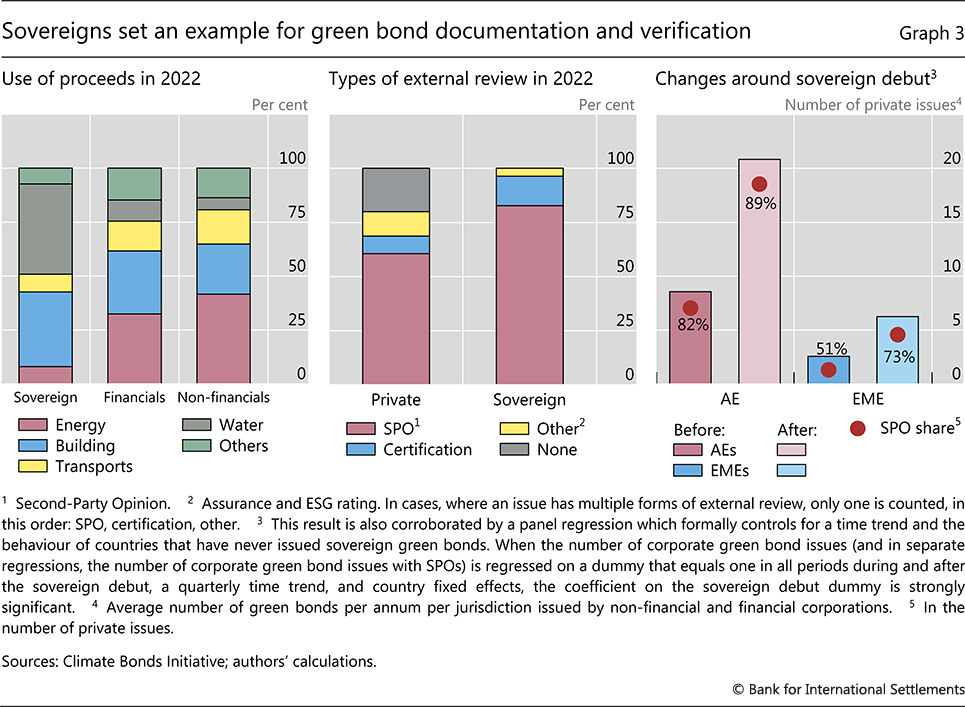 Sovereigns set an example for green bond documentation and verification
Graph 3
Use of proceeds in 2022
Per cent
100
75
50
25
0
Sovereign Financials Non-financials
Energy Water
Building Others
Transports
Types of external review in 2022
Per cent
100
75
50
25
0
Private Sovereign
SPO1 Other2
Certification None
Changes around sovereign debut3
Number of private issues4
20
15
10
5
0
82%
89%
51%
73%
AE EME
Before: After: SPO share5
AEs
EMEs
1 Second-Party Opinion. 2 Assurance and ESG rating. In cases, where an issue has multiple forms of external review, only one is counted, in
this order: SPO, certification, other. 3 This result is also corroborated by a panel regression which formally controls for a time trend and the
behaviour of countries that have never issued sovereign green bonds. When the number of corporate green bond issues (and in separate
regressions, the number of corporate green bond issues with SPOs) is regressed on a dummy that equals one in all periods during and after
the sovereign debut, a quarterly time trend, and country fixed effects, the coefficient on the sovereign debut dummy is strongly
significant. 4 Average number of green bonds per annum per jurisdiction issued by non-financial and financial corporations. 5 In the
number of private issues.
Sources: Climate Bonds Initiative; authors' calculations.
© Bank for International Settlements